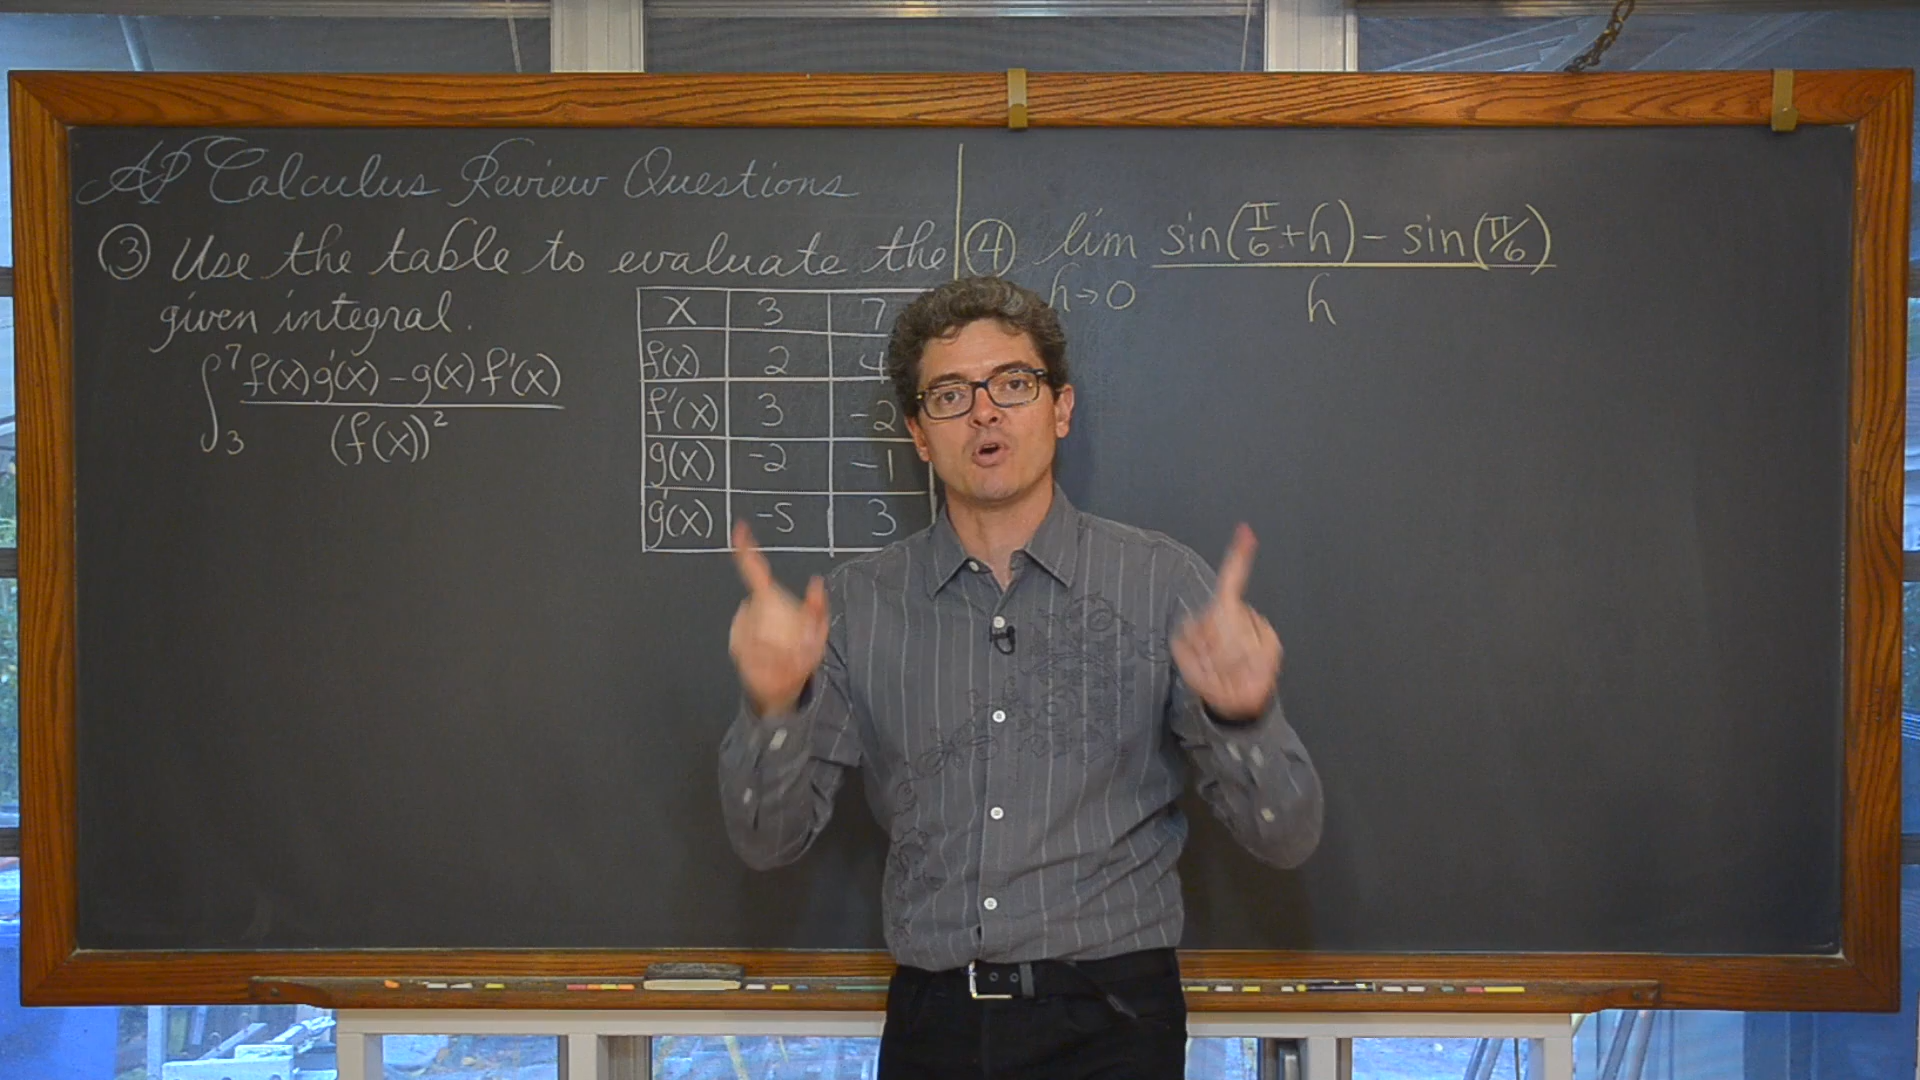 AP Calculus Review Questions
③ Use the table to evaluate the
given integral.
∫₃⁷ f(x)g'(x) - g(x)f'(x) / (f(x))²
x 3 7
f(x) 2 4
f'(x) 3 -2
g(x) -2 -1
g'(x) -5 3
④ lim h→0 sin(π/6 + h) - sin(π/6) / h